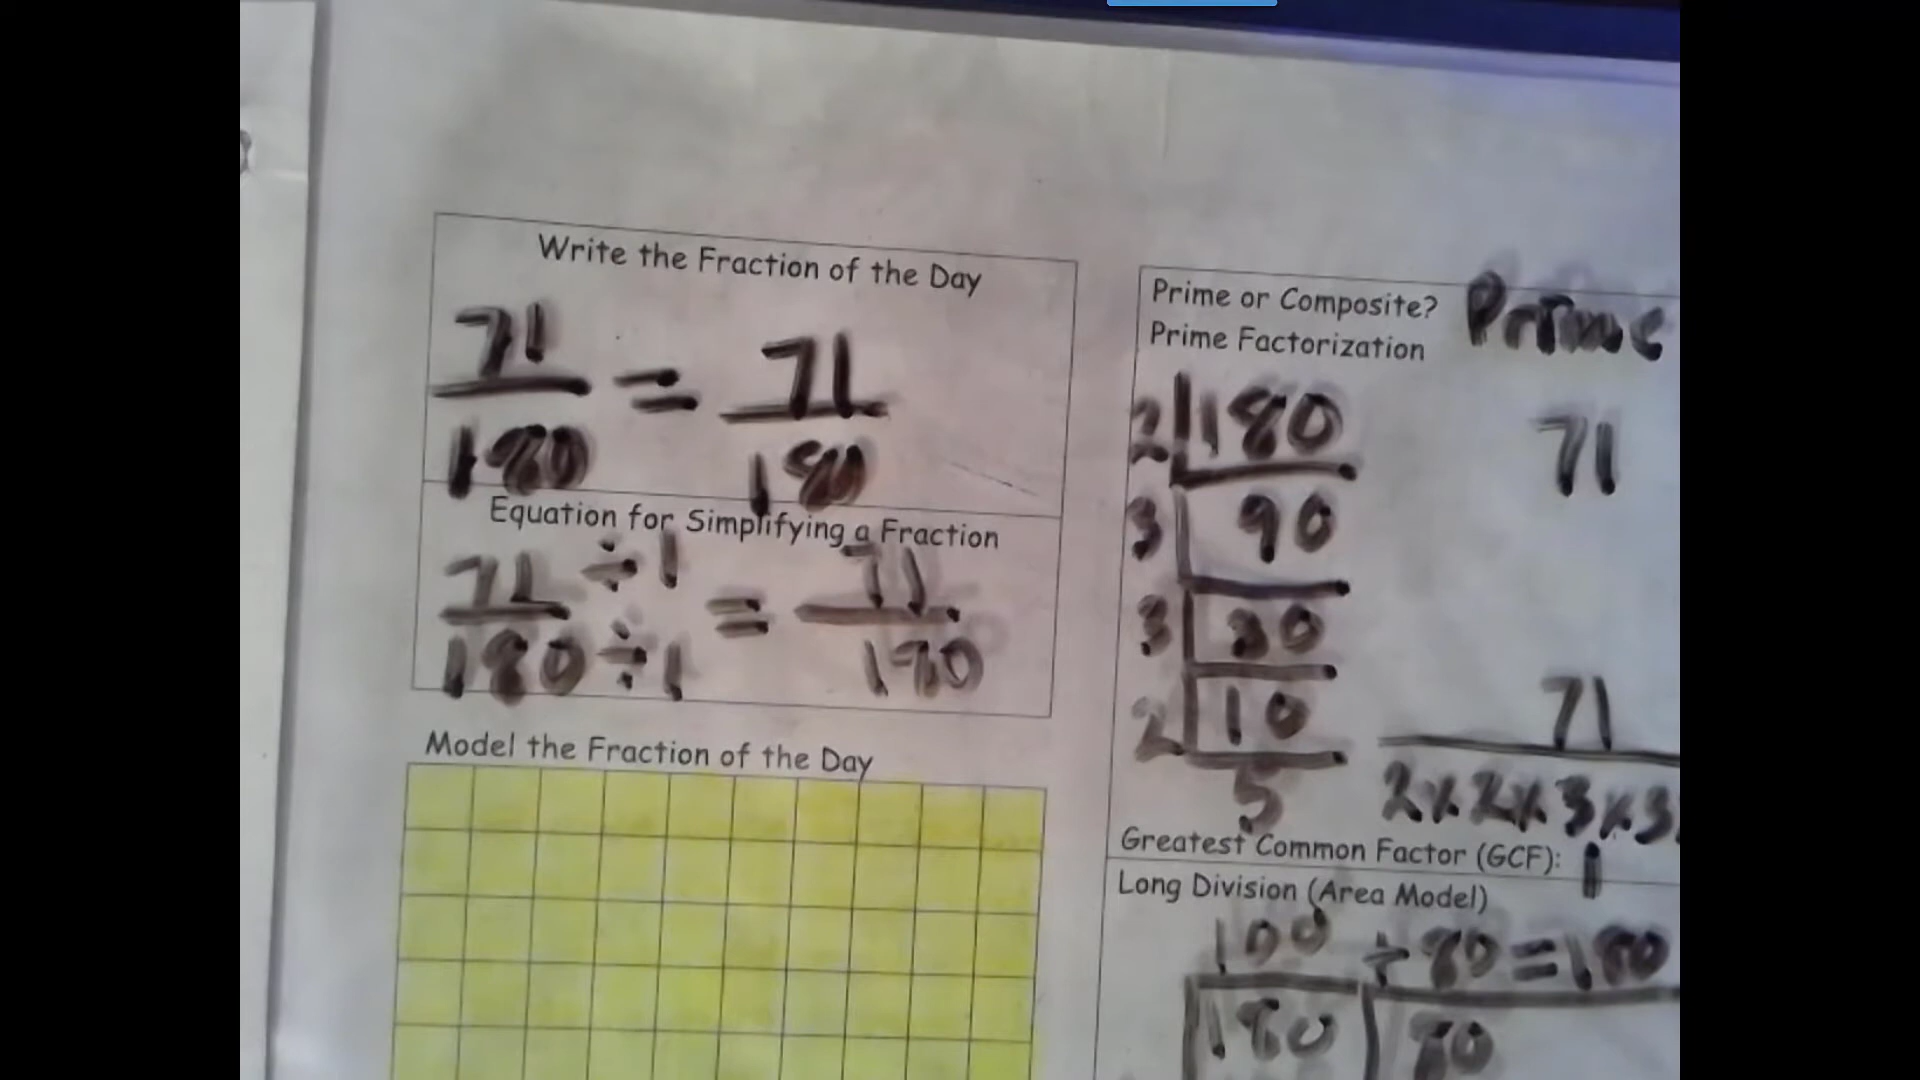 Write the Fraction of the Day
71 = 71
180 180
Equation for Simplifying a Fraction
71 ÷1 = 71
180 ÷1 180
Model the Fraction of the Day
Prime or Composite? Prime
Prime Factorization
2 180 71
3 90
3 30
2 10 71
5 2x2x3x3
Greatest Common Factor (GCF): 1
Long Division (Area Model)
100 + 80 = 180
180 80